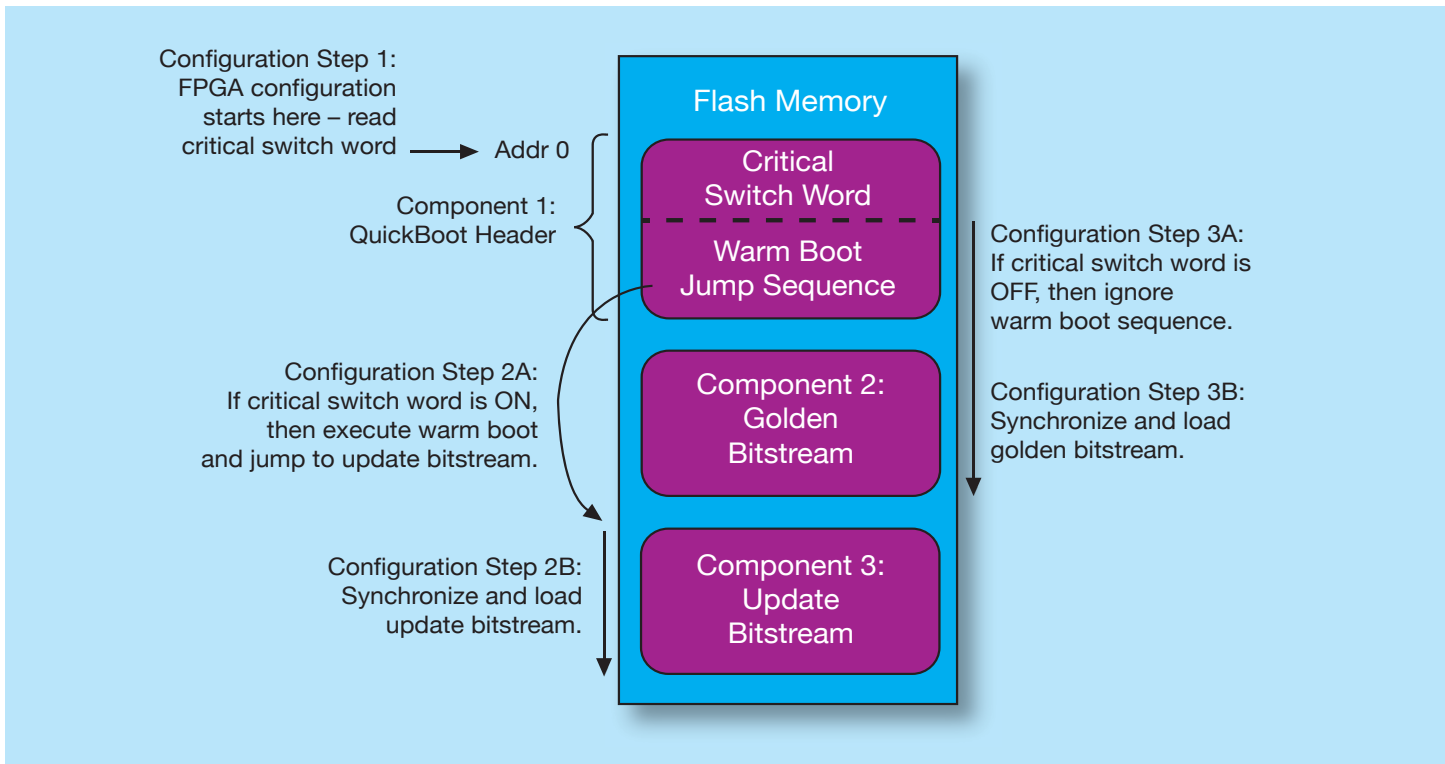 Configuration Step 1:
FPGA configuration
starts here – read
critical switch word
Addr 0
Component 1:
QuickBoot Header
Configuration Step 2A:
If critical switch word is ON,
then execute warm boot
and jump to update bitstream.
Configuration Step 2B:
Synchronize and load
update bitstream.
Flash Memory
Critical
Switch Word
Warm Boot
Jump Sequence
Component 2:
Golden
Bitstream
Component 3:
Update
Bitstream
Configuration Step 3A:
If critical switch word is
OFF, then ignore
warm boot sequence.
Configuration Step 3B:
Synchronize and load
golden bitstream.